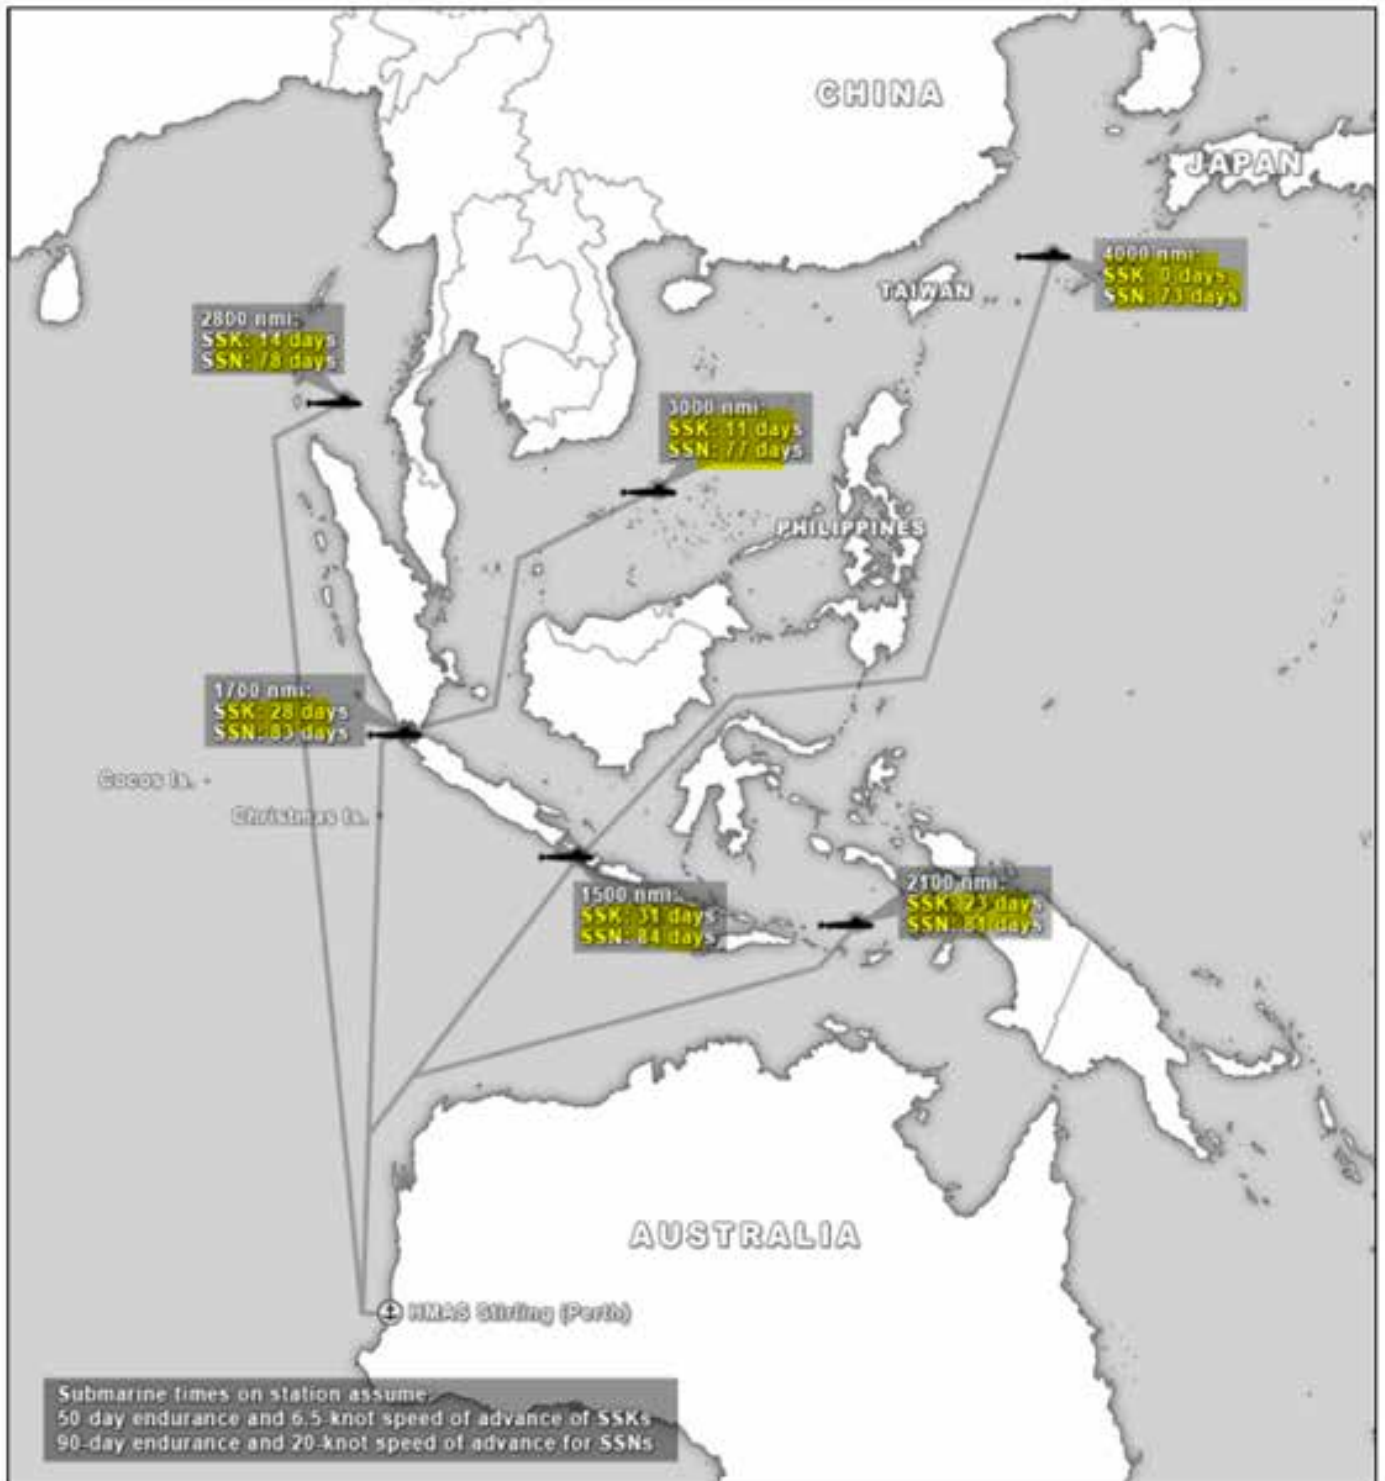 CHINA
JAPAN
4000 nmi:
SSK: 0 days
SSN: 73 days
TAIWAN
2800 nmi:
SSK: 14 days
SSN: 78 days
3000 nmi:
SSK: 11 days
SSN: 77 days
PHILIPPINES
1700 nmi:
SSK: 28 days
SSN: 83 days
Cocos Is.
Christmas Is.
1500 nmi:
SSK: 31 days
SSN: 84 days
2100 nmi:
SSK: 23 days
SSN: 81 days
AUSTRALIA
HMAS Stirling (Perth)
Submarine times on station assume:
50-day endurance and 6.5-knot speed of advance of SSKs
90-day endurance and 20-knot speed of advance for SSNs